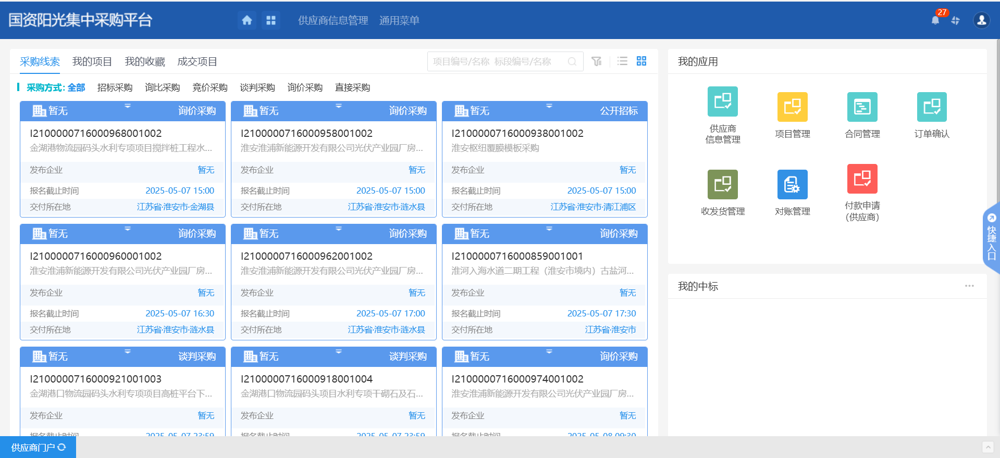 国资阳光集中采购平台
供应商信息管理 通用菜单
27
采购线索 我的项目 我的收藏 成交项目
项目编号/名称 标段编号/名称
采购方式: 全部 招标采购 询比采购 竞价采购 谈判采购 询价采购 直接采购
暂无 询价采购
I2100000716000968001002
金湖港物流园码头水利专项项目搅拌桩工程水...
发布企业 暂无
报名截止时间 2025-05-07 15:00
交付所在地 江苏省·淮安市·金湖县
暂无 询价采购
I2100000716000958001002
淮安淮浦新能源开发有限公司光伏产业园厂房...
发布企业 暂无
报名截止时间 2025-05-07 15:00
交付所在地 江苏省·淮安市·涟水县
暂无 公开招标
I2100000716000938001002
淮安枢纽覆膜模板采购
发布企业 暂无
报名截止时间 2025-05-07 15:00
交付所在地 江苏省·淮安市·清江浦区
暂无 询价采购
I2100000716000960001002
淮安淮浦新能源开发有限公司光伏产业园厂房...
发布企业 暂无
报名截止时间 2025-05-07 16:30
交付所在地 江苏省·淮安市·涟水县
暂无 询价采购
I2100000716000962001002
淮安淮浦新能源开发有限公司光伏产业园厂房...
发布企业 暂无
报名截止时间 2025-05-07 17:00
交付所在地 江苏省·淮安市·涟水县
暂无 询价采购
I2100000716000859001001
淮河入海水道二期工程（淮安市境内）古盐河...
发布企业 暂无
报名截止时间 2025-05-07 17:30
交付所在地 江苏省·淮安市
暂无 谈判采购
I2100000716000921001003
金湖港口物流园码头水利专项项目高桩平台下...
发布企业 暂无
报名截止时间 2025-05-07 23:59
暂无 谈判采购
I2100000716000918001004
金湖港口物流园码头项目水利专项干砌石及石...
发布企业 暂无
报名截止时间 2025-05-07 23:59
暂无 询价采购
I2100000716000974001002
淮安淮浦新能源开发有限公司光伏产业园厂房...
发布企业 暂无
报名截止时间 2025-05-08 09:30
我的应用
供应商
信息管理
项目管理
合同管理
订单确认
收发货管理
对账管理
付款申请
(供应商)
快捷入口
我的中标
供应商门户